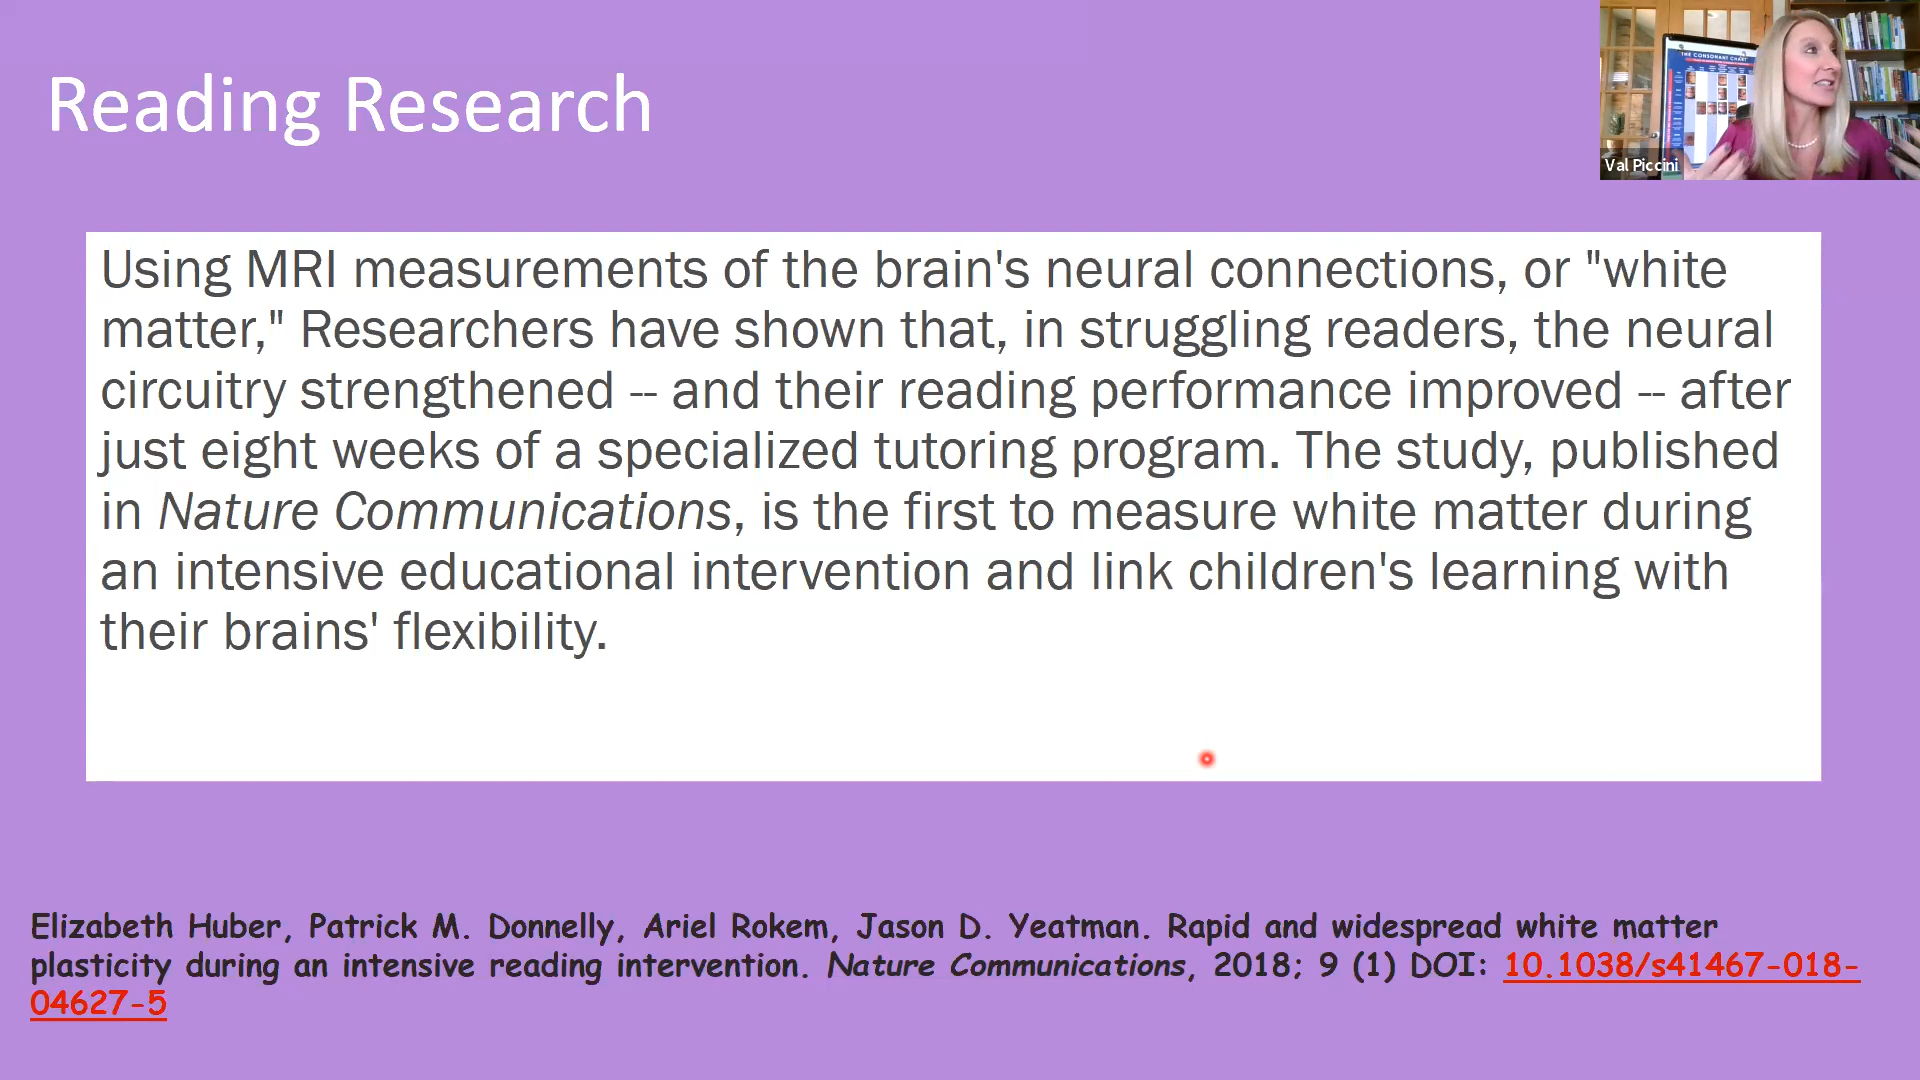 Reading Research
THE CONSONANT CHART
Val Piccini
Using MRI measurements of the brain's neural connections, or "white
matter," Researchers have shown that, in struggling readers, the neural
circuitry strengthened -- and their reading performance improved -- after
just eight weeks of a specialized tutoring program. The study, published
in Nature Communications, is the first to measure white matter during
an intensive educational intervention and link children's learning with
their brains' flexibility.
Elizabeth Huber, Patrick M. Donnelly, Ariel Rokem, Jason D. Yeatman. Rapid and widespread white matter
plasticity during an intensive reading intervention. Nature Communications, 2018; 9 (1) DOI: 10.1038/s41467-018-
04627-5